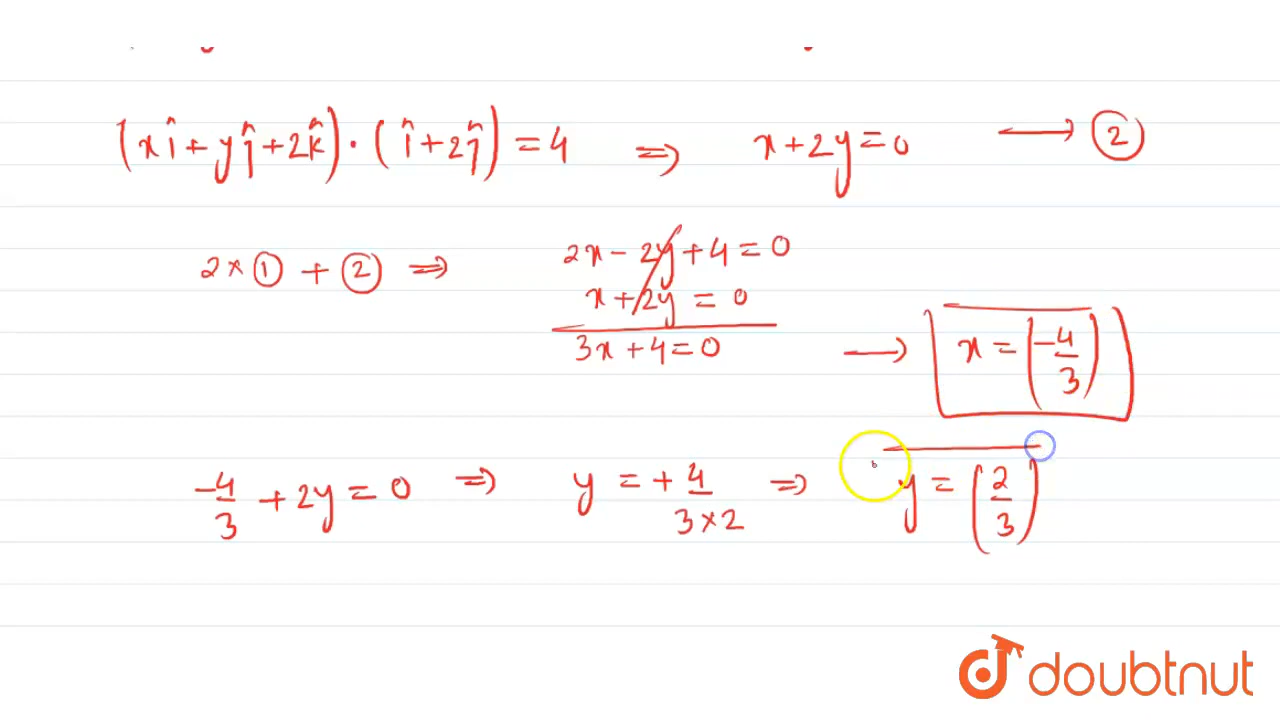 (xî + yĵ + 2k̂) · (î + 2ĵ) = 4 ⇒ x + 2y = 0 ⟷ ②
2 × ① + ② ⇒ 2x − 2y + 4 = 0
x + 2y = 0
3x + 4 = 0 → x = (−4/3)
−4/3 + 2y = 0 ⇒ y = + 4/(3×2) ⇒ y = (2/3)
doubtnut